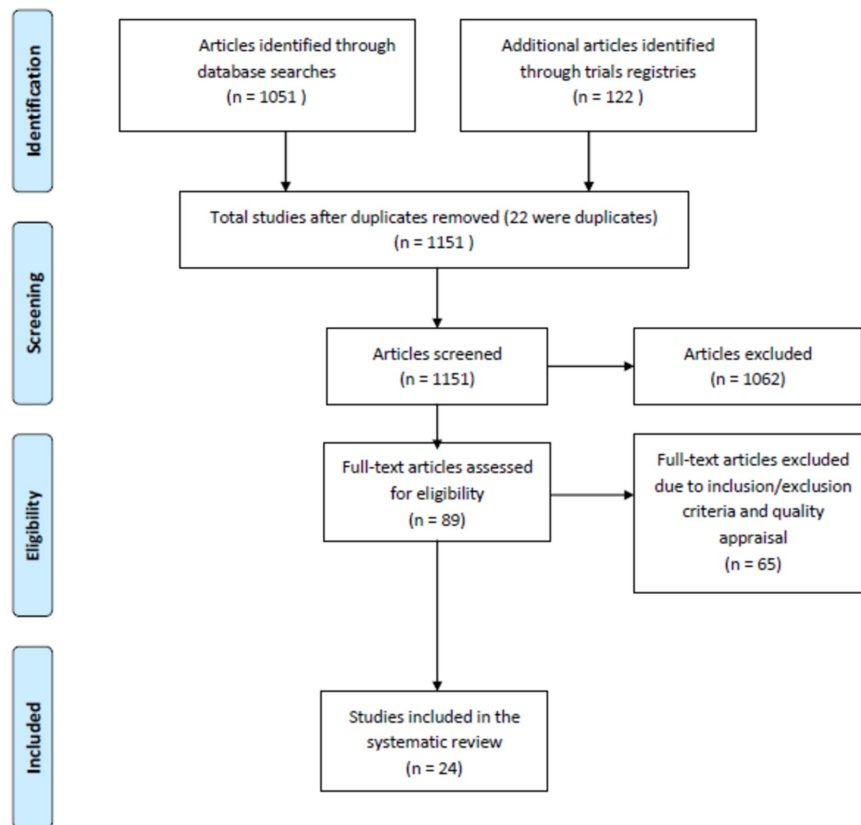 Identification
Articles identified through
database searches
(n = 1051 )
Additional articles identified
through trials registries
(n = 122 )
Total studies after duplicates removed (22 were duplicates)
(n = 1151 )
Screening
Articles screened
(n = 1151)
Articles excluded
(n = 1062)
Eligibility
Full-text articles assessed
for eligibility
(n = 89)
Full-text articles excluded
due to inclusion/exclusion
criteria and quality
appraisal
(n = 65)
Included
Studies included in the
systematic review
(n = 24)